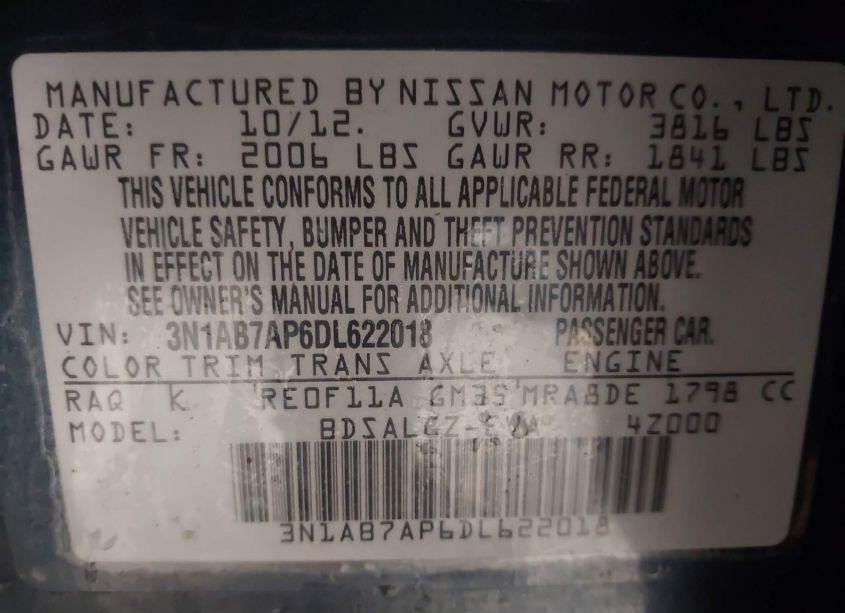 MANUFACTURED BY NISSAN MOTOR CO., LTD.
DATE: 10/12. GVWR: 3816 LBS
GAWR FR: 2006 LBS GAWR RR: 1841 LBS
THIS VEHICLE CONFORMS TO ALL APPLICABLE FEDERAL MOTOR
VEHICLE SAFETY, BUMPER AND THEFT PREVENTION STANDARDS
IN EFFECT ON THE DATE OF MANUFACTURE SHOWN ABOVE.
SEE OWNER'S MANUAL FOR ADDITIONAL INFORMATION.
VIN: 3N1AB7AP6DL622018 PASSENGER CAR.
COLOR TRIM TRANS AXLE ENGINE
RAQ K RE0F11A GM35 MRA8DE 1798 CC
MODEL: 4Z000
3N1AB7AP6DL622018